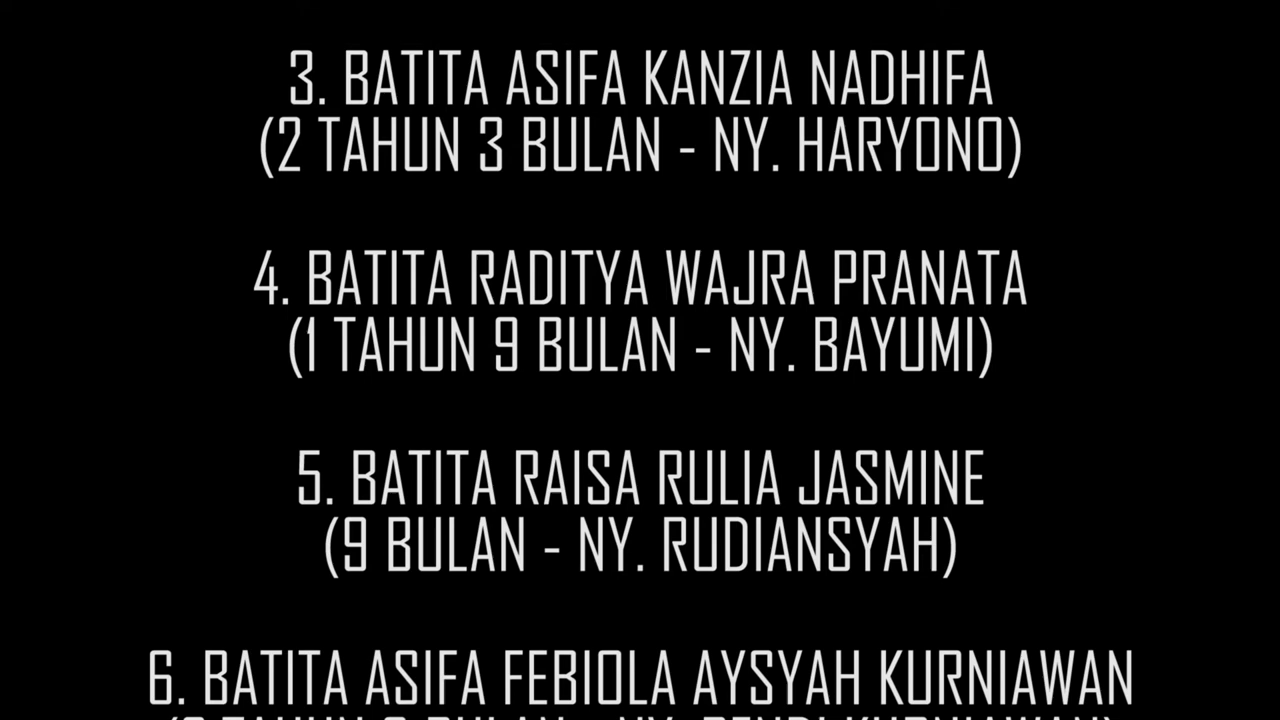 3. BATITA ASIFA KANZIA NADHIFA
(2 TAHUN 3 BULAN - NY. HARYONO)
4. BATITA RADITYA WAJRA PRANATA
(1 TAHUN 9 BULAN - NY. BAYUMI)
5. BATITA RAISA RULIA JASMINE
(9 BULAN - NY. RUDIANSYAH)
6. BATITA ASIFA FEBIOLA AYSYAH KURNIAWAN